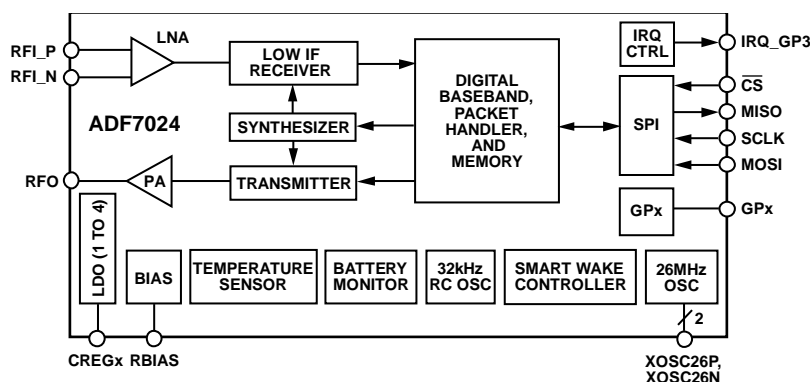 RFI_P
RFI_N
LNA
LOW IF
RECEIVER
IRQ
CTRL
IRQ_GP3
ADF7024
SYNTHESIZER
DIGITAL
BASEBAND,
PACKET
HANDLER,
AND
MEMORY
SPI
CS
MISO
SCLK
MOSI
RFO
PA
TRANSMITTER
GPx
GPx
LDO (1 TO 4)
BIAS
TEMPERATURE
SENSOR
BATTERY
MONITOR
32kHz
RC OSC
SMART WAKE
CONTROLLER
26MHz
OSC
2
CREGx
RBIAS
XOSC26P,
XOSC26N